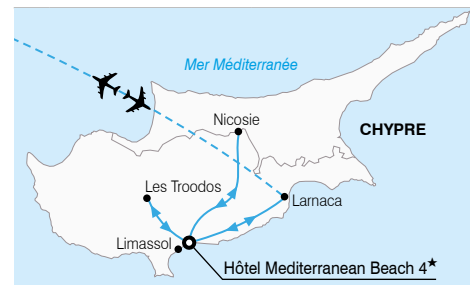 Mer Méditerranée
Nicosie
CHYPRE
Les Troodos
Larnaca
Limassol
Hôtel Mediterranean Beach 4★